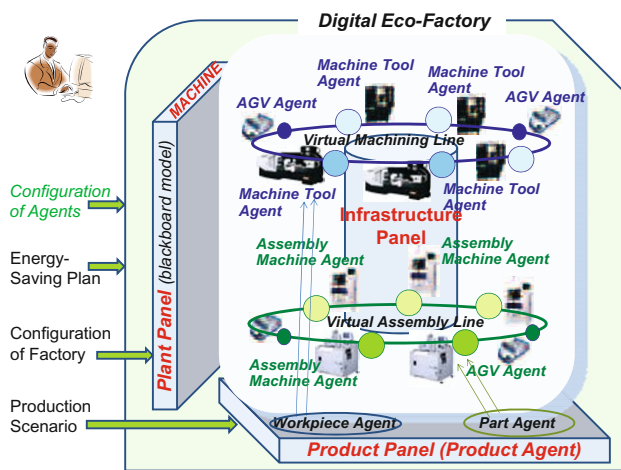 Digital Eco-Factory
MACHINE
Machine Tool
Agent
Machine Tool
Agent
AGV Agent
AGV Agent
Virtual Machining Line
Machine Tool
Agent
Machine Tool
Agent
Infrastructure
Panel
Configuration
of Agents
Energy-
Saving Plan
Configuration
of Factory
Production
Scenario
Plant Panel (blackboard model)
Assembly
Machine Agent
Assembly
Machine Agent
Virtual Assembly Line
Assembly
Machine Agent
AGV Agent
Workpiece Agent
Part Agent
Product Panel (Product Agent)